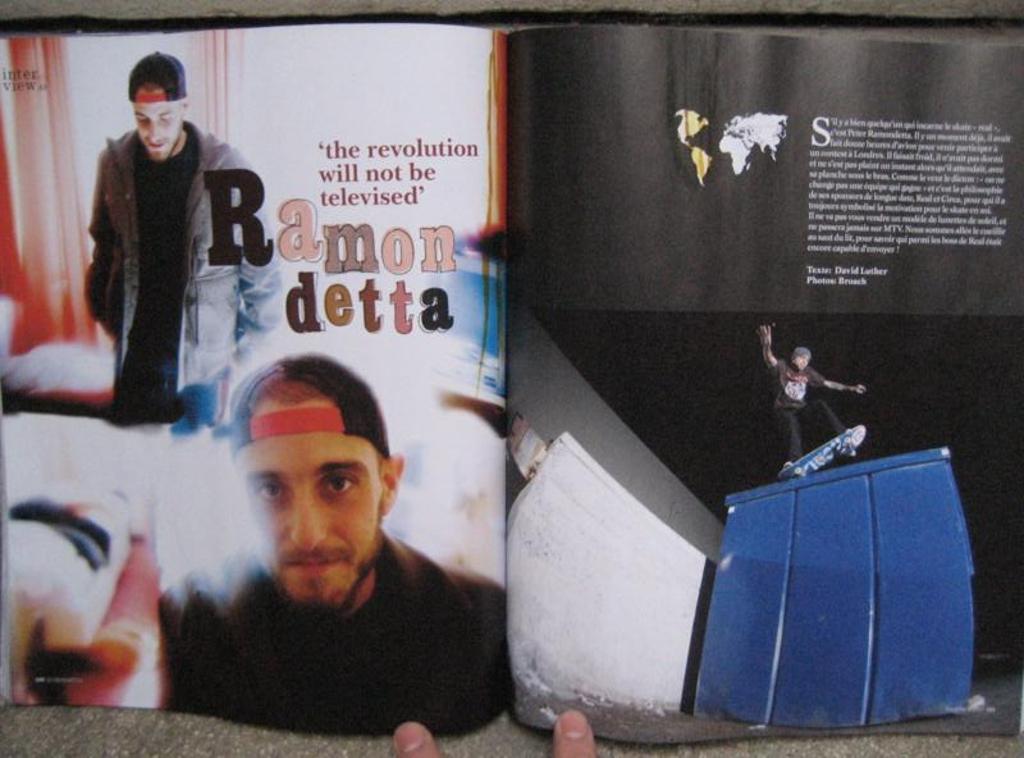 inter
view
'the revolution
will not be
televised'
Ramon
detta
S'il y a bien quelqu'un qui incarne le skate « real »,
c'est Peter Ramondetta. Il y a un moment déjà, il avait
fait douze heures d'avion pour venir participer à
un contest à Londres. Il faisait froid, il n'avait pas dormi
et ne s'est pas plaint un instant alors qu'il attendait, avec
sa planche sous le bras. Comme le veut le dicton : « on ne
change pas une équipe qui gagne » et c'est la philosophie
de ses sponsors de longue date, Real et Circa, pour qui il a
toujours symbolisé la motivation pour le skate en soi.
Il ne va pas vous vendre un modèle de lunettes de soleil, et
ne passera jamais sur MTV. Nous sommes allés le cueillir
au saut du lit, pour savoir qui parmi les boss de Real était
encore capable d'envoyer !
Texte: David Luther
Photos: Broach